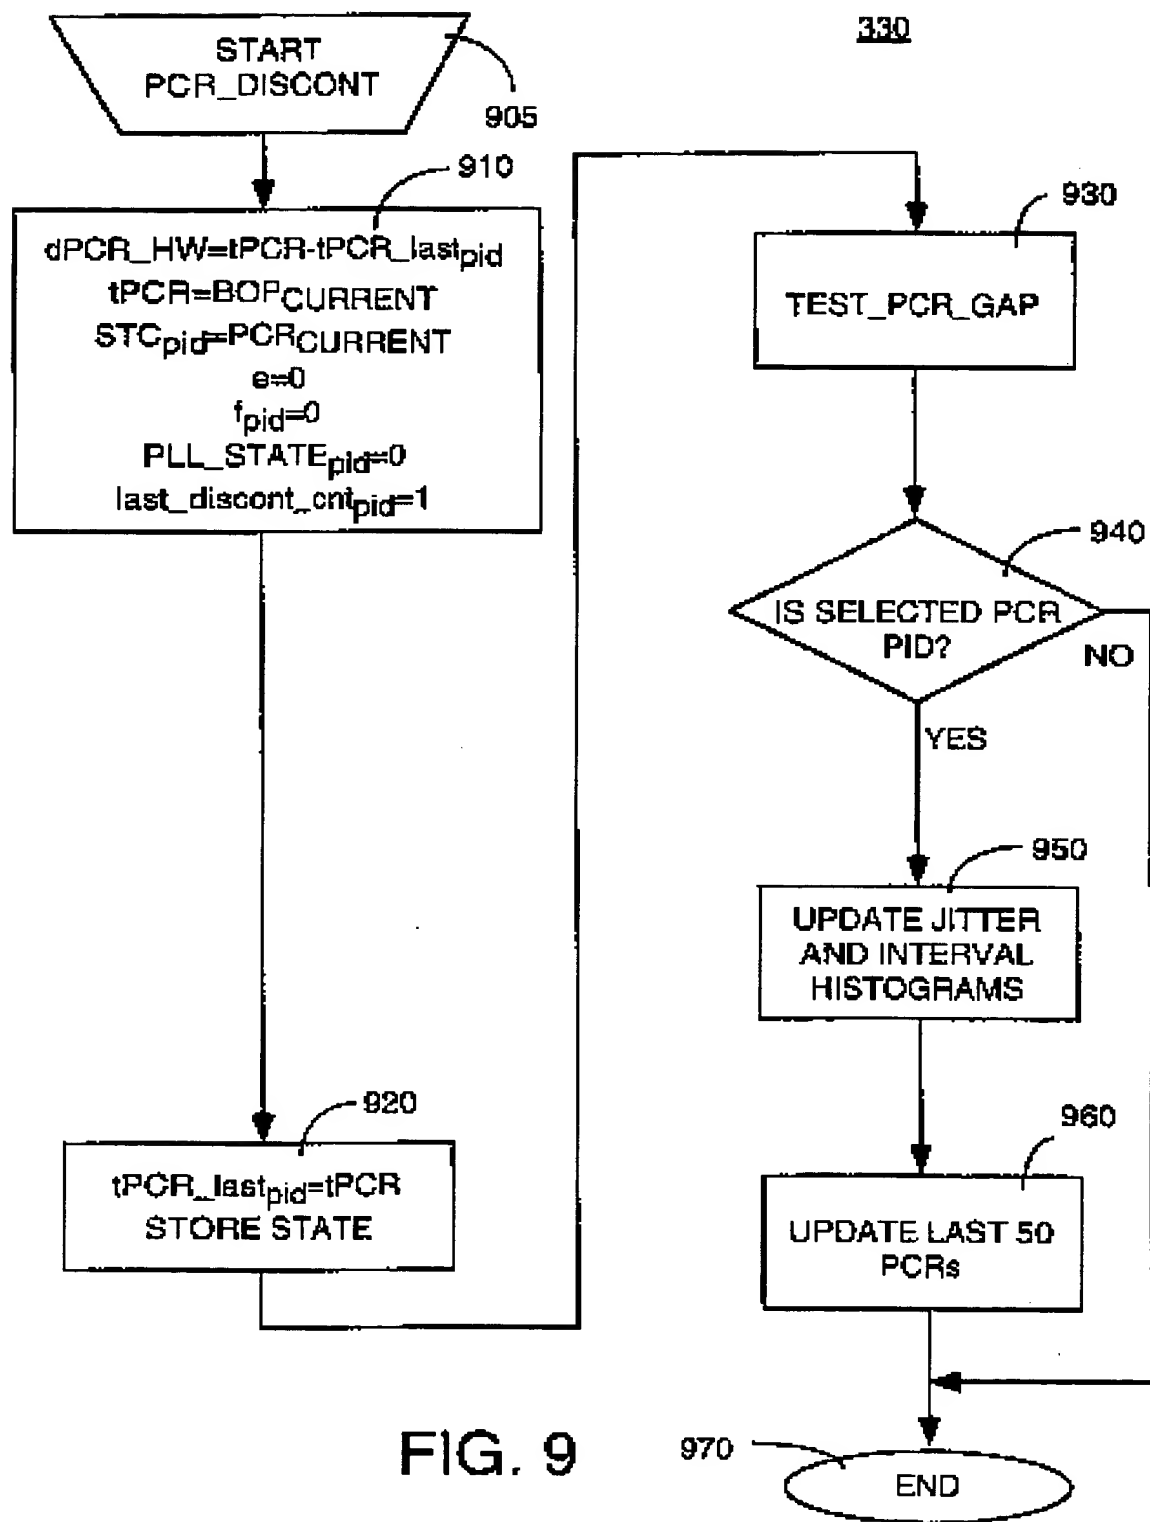 330
START
PCR_DISCONT
905
910
dPCR_HW=tPCR-tPCR_lastpid
tPCR=BOPCURRENT
STCpid=PCRCURRENT
e=0
fpid=0
PLL_STATEpid=0
last_discont_cntpid=1
920
tPCR_lastpid=tPCR
STORE STATE
930
TEST_PCR_GAP
940
IS SELECTED PCR
PID?
NO
YES
950
UPDATE JITTER
AND INTERVAL
HISTOGRAMS
960
UPDATE LAST 50
PCRs
970
END
FIG. 9